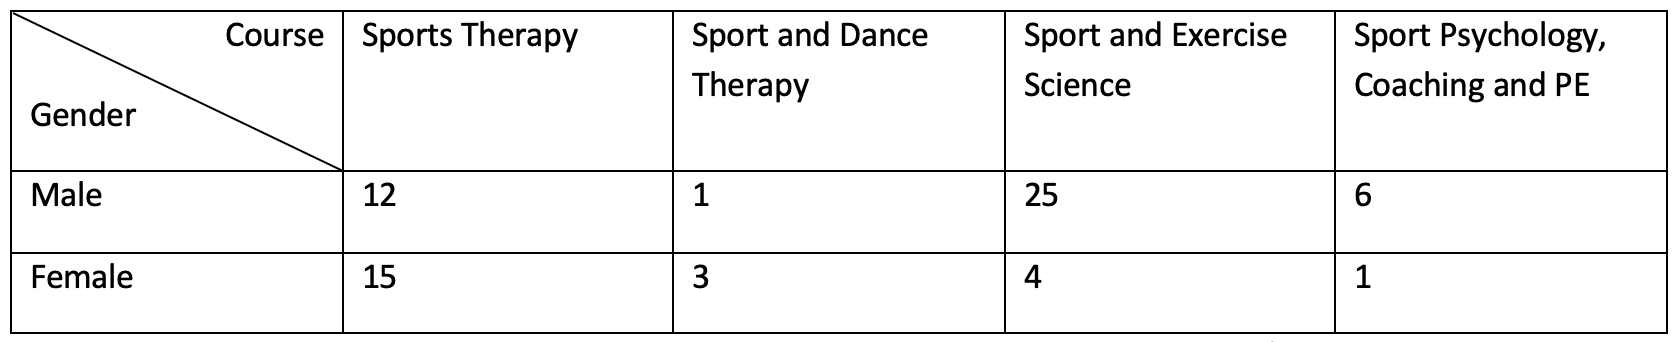 Course
Gender
Sports Therapy
Sport and Dance
Therapy
Sport and Exercise
Science
Sport Psychology,
Coaching and PE
Male 12 1 25 6
Female 15 3 4 1